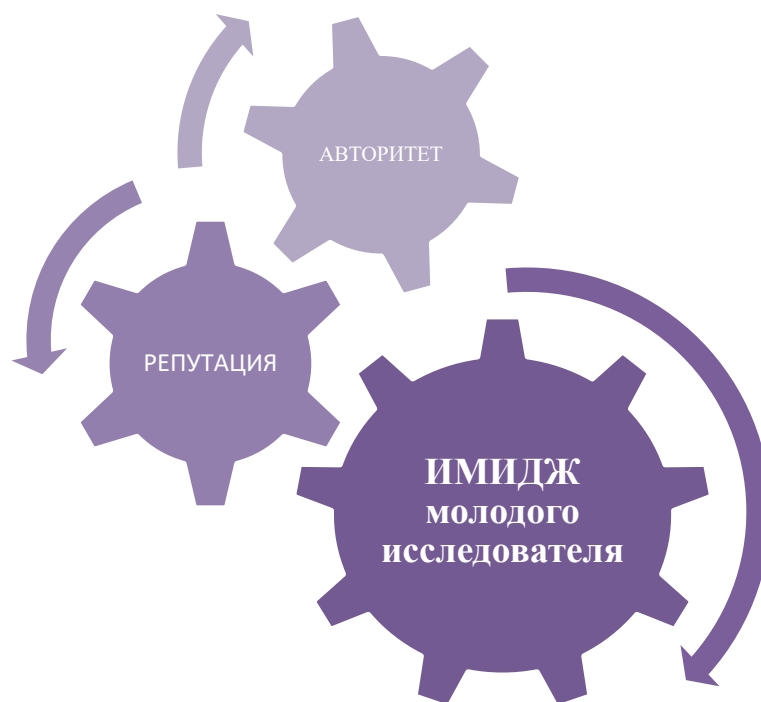 АВТОРИТЕТ
РЕПУТАЦИЯ
ИМИДЖ
молодого
исследователя